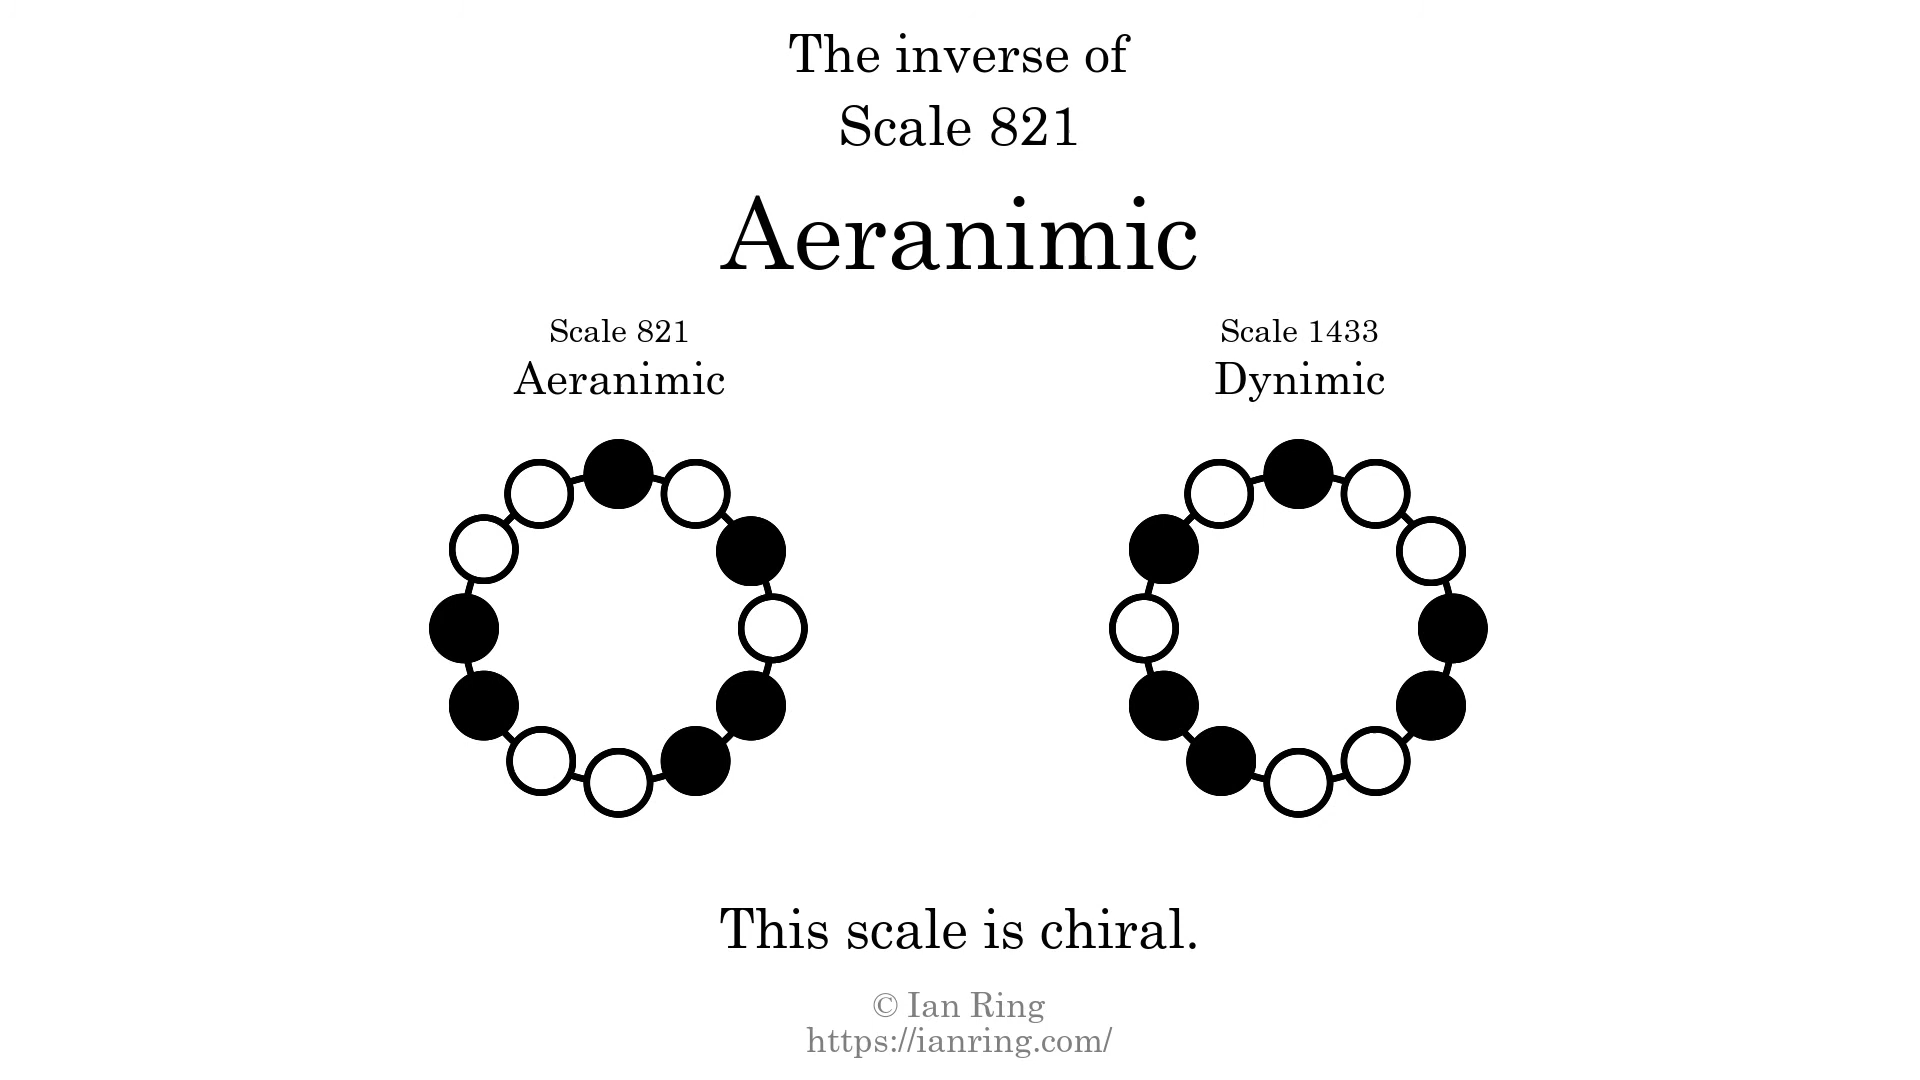 The inverse of
Scale 821
Aeranimic
Scale 821
Aeranimic
Scale 1433
Dynimic
This scale is chiral.
© Ian Ring
https://ianring.com/